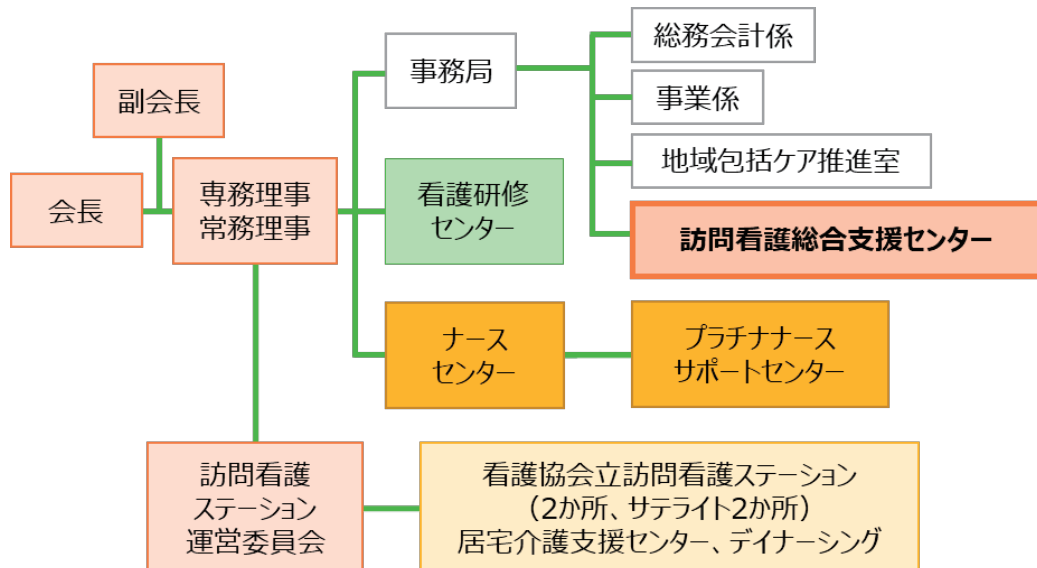 副会長
会長
専務理事
常務理事
事務局
総務会計係
事業係
地域包括ケア推進室
訪問看護総合支援センター
看護研修
センター
ナース
センター
プラチナナース
サポートセンター
訪問看護
ステーション
運営委員会
看護協会立訪問看護ステーション
（2か所、サテライト2か所）
居宅介護支援センター、デイナーシング